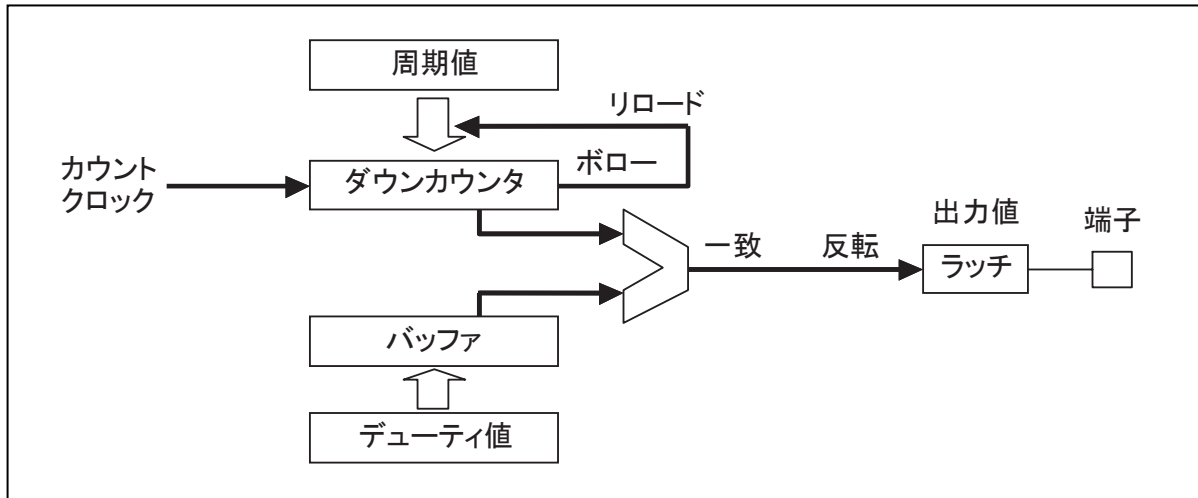 周期値
リロード
カウント
クロック
ボロー
ダウンカウンタ
一致
反転
出力値
ラッチ
端子
バッファ
デューティ値